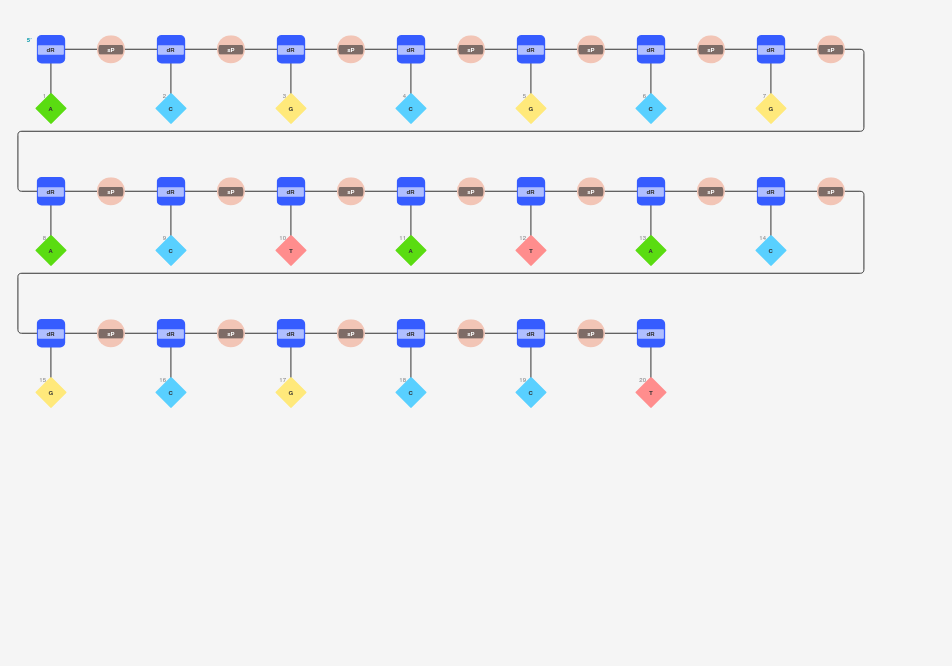 5'
dR sP dR sP dR sP dR sP dR sP dR sP dR sP
1 2 3 4 5 6 7
A C G C G C G
dR sP dR sP dR sP dR sP dR sP dR sP dR sP
8 9 10 11 12 13 14
A C T A T A C
dR sP dR sP dR sP dR sP dR sP dR
15 16 17 18 19 20
G C G C C T